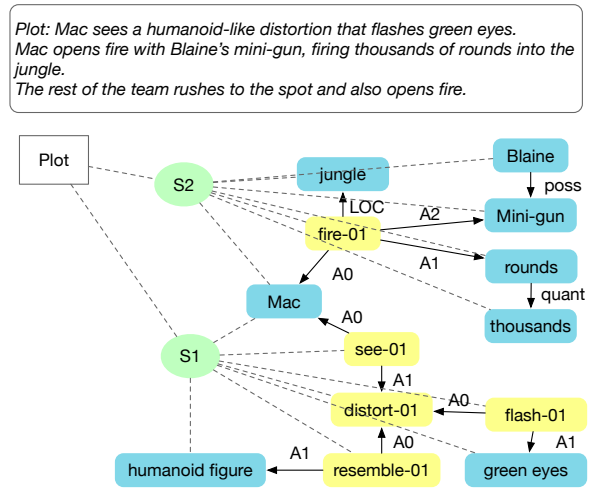 Plot: Mac sees a humanoid-like distortion that flashes green eyes.
Mac opens fire with Blaine's mini-gun, firing thousands of rounds into the
jungle.
The rest of the team rushes to the spot and also opens fire.
Plot
S2
jungle
Blaine
poss
LOC
A2
Mini-gun
fire-01
A1
rounds
A0
quant
Mac
A0
thousands
S1
see-01
A1
distort-01
A0
flash-01
A0
A1
A1
humanoid figure
resemble-01
green eyes